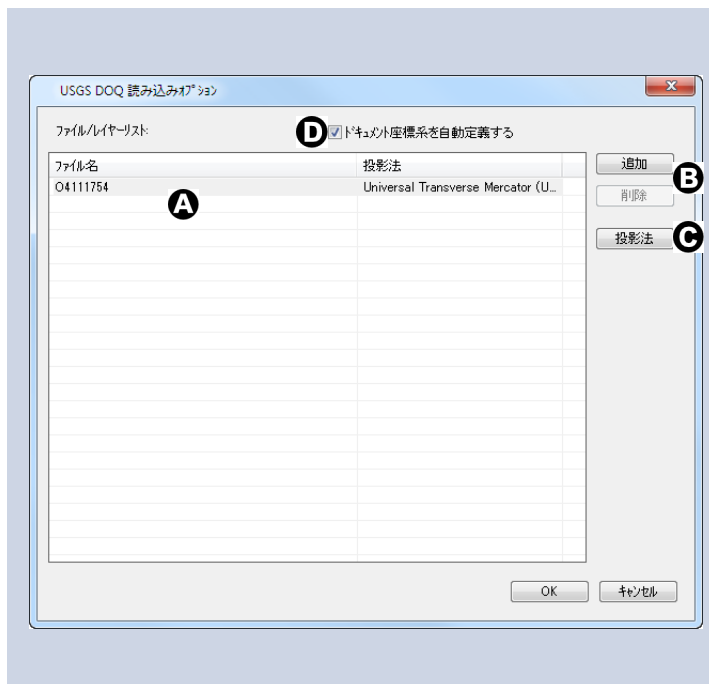 USGS DOQ 読み込みオプション
x
ファイル/レイヤーリスト:
D
ドキュメント座標系を自動定義する
ファイル名 投影法
O4111754 Universal Transverse Mercator (U...
A
追加
B
削除
投影法
C
OK キャンセル